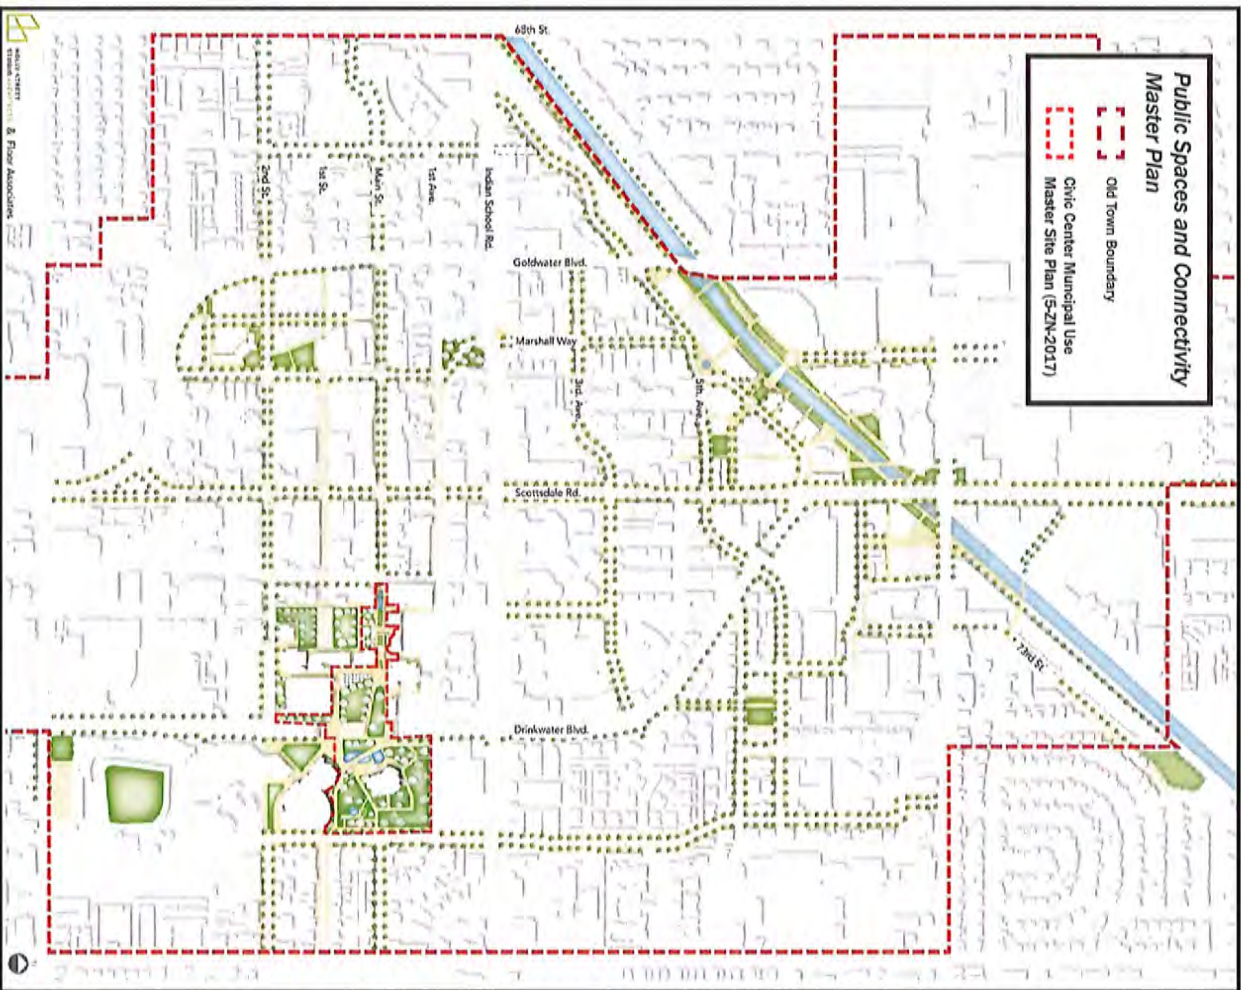 Public Spaces and Connectivity
Master Plan
Old Town Boundary
Civic Center Municipal Use
Master Site Plan (5-ZN-2017)
68th St.
Indian School Rd.
1st Ave.
Main St.
1st St.
2nd St.
Goldwater Blvd.
Marshall Way
3rd. Ave.
5th. Ave.
Scottsdale Rd.
73rd St.
Drinkwater Blvd.
& Floor Associates